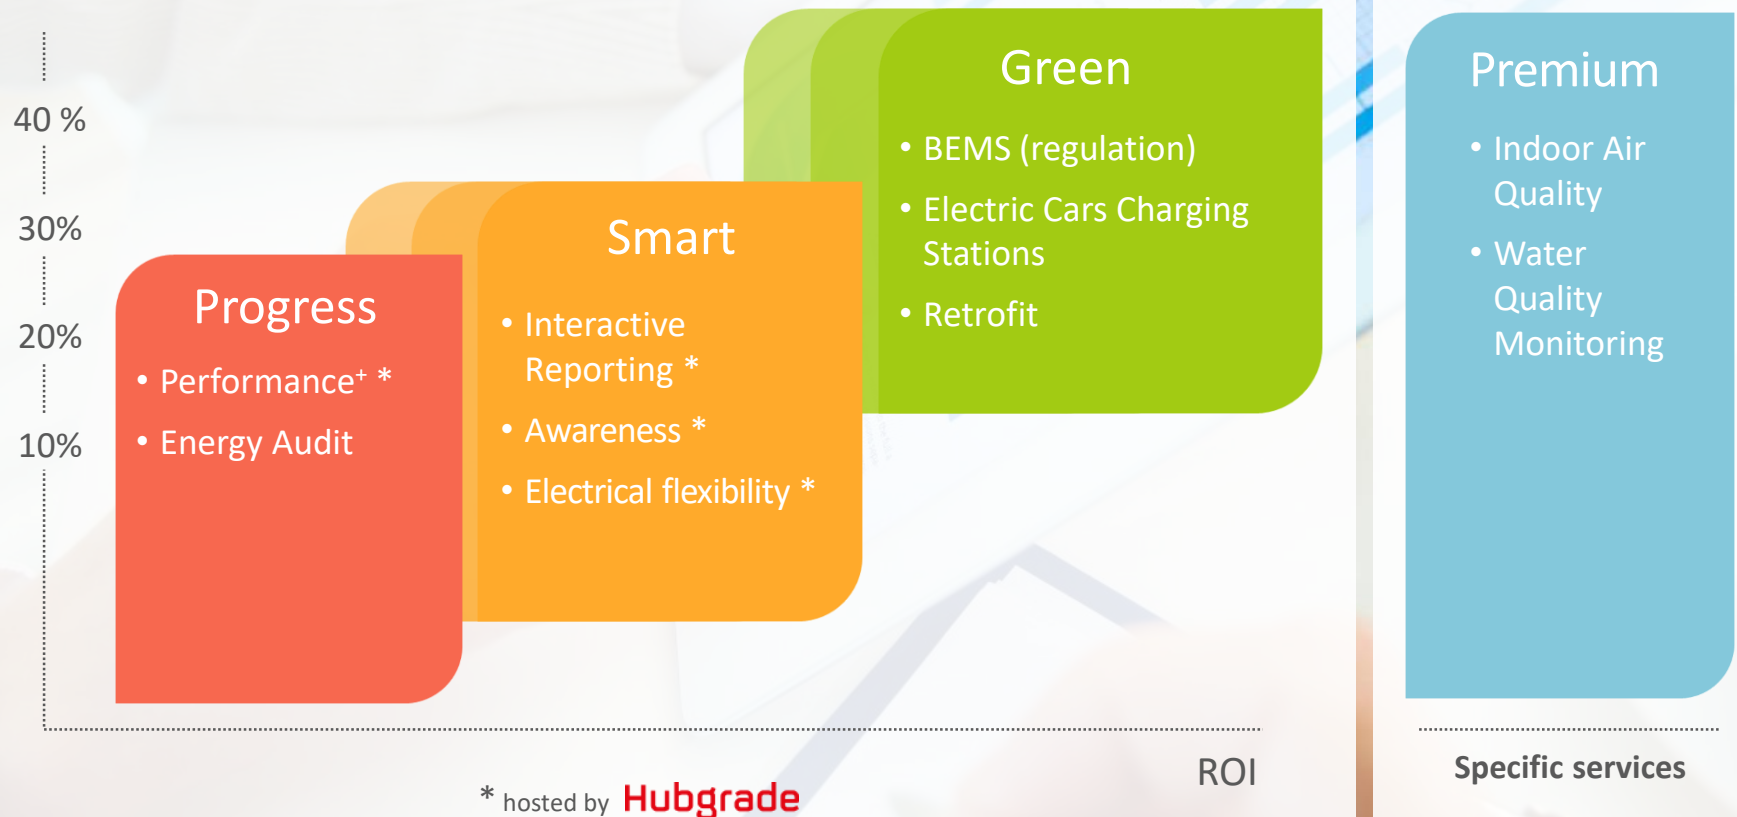 40 %
30%
20%
10%
Progress
• Performance⁺ *
• Energy Audit
Smart
• Interactive
Reporting *
• Awareness *
• Electrical flexibility *
Green
• BEMS (regulation)
• Electric Cars Charging
Stations
• Retrofit
ROI
* hosted by Hubgrade
Premium
• Indoor Air
Quality
• Water
Quality
Monitoring
Specific services